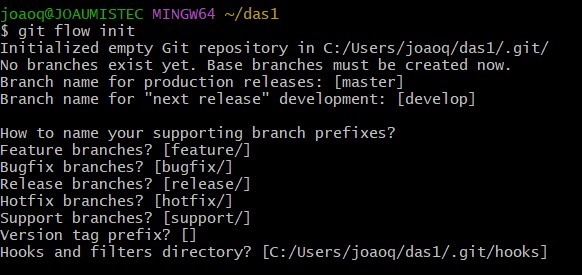 joaoq@JOAUMISTEC MINGW64 ~/das1
$ git flow init
Initialized empty Git repository in C:/Users/joaoq/das1/.git/
No branches exist yet. Base branches must be created now.
Branch name for production releases: [master]
Branch name for "next release" development: [develop]
How to name your supporting branch prefixes?
Feature branches? [feature/]
Bugfix branches? [bugfix/]
Release branches? [release/]
Hotfix branches? [hotfix/]
Support branches? [support/]
Version tag prefix? []
Hooks and filters directory? [C:/Users/joaoq/das1/.git/hooks]